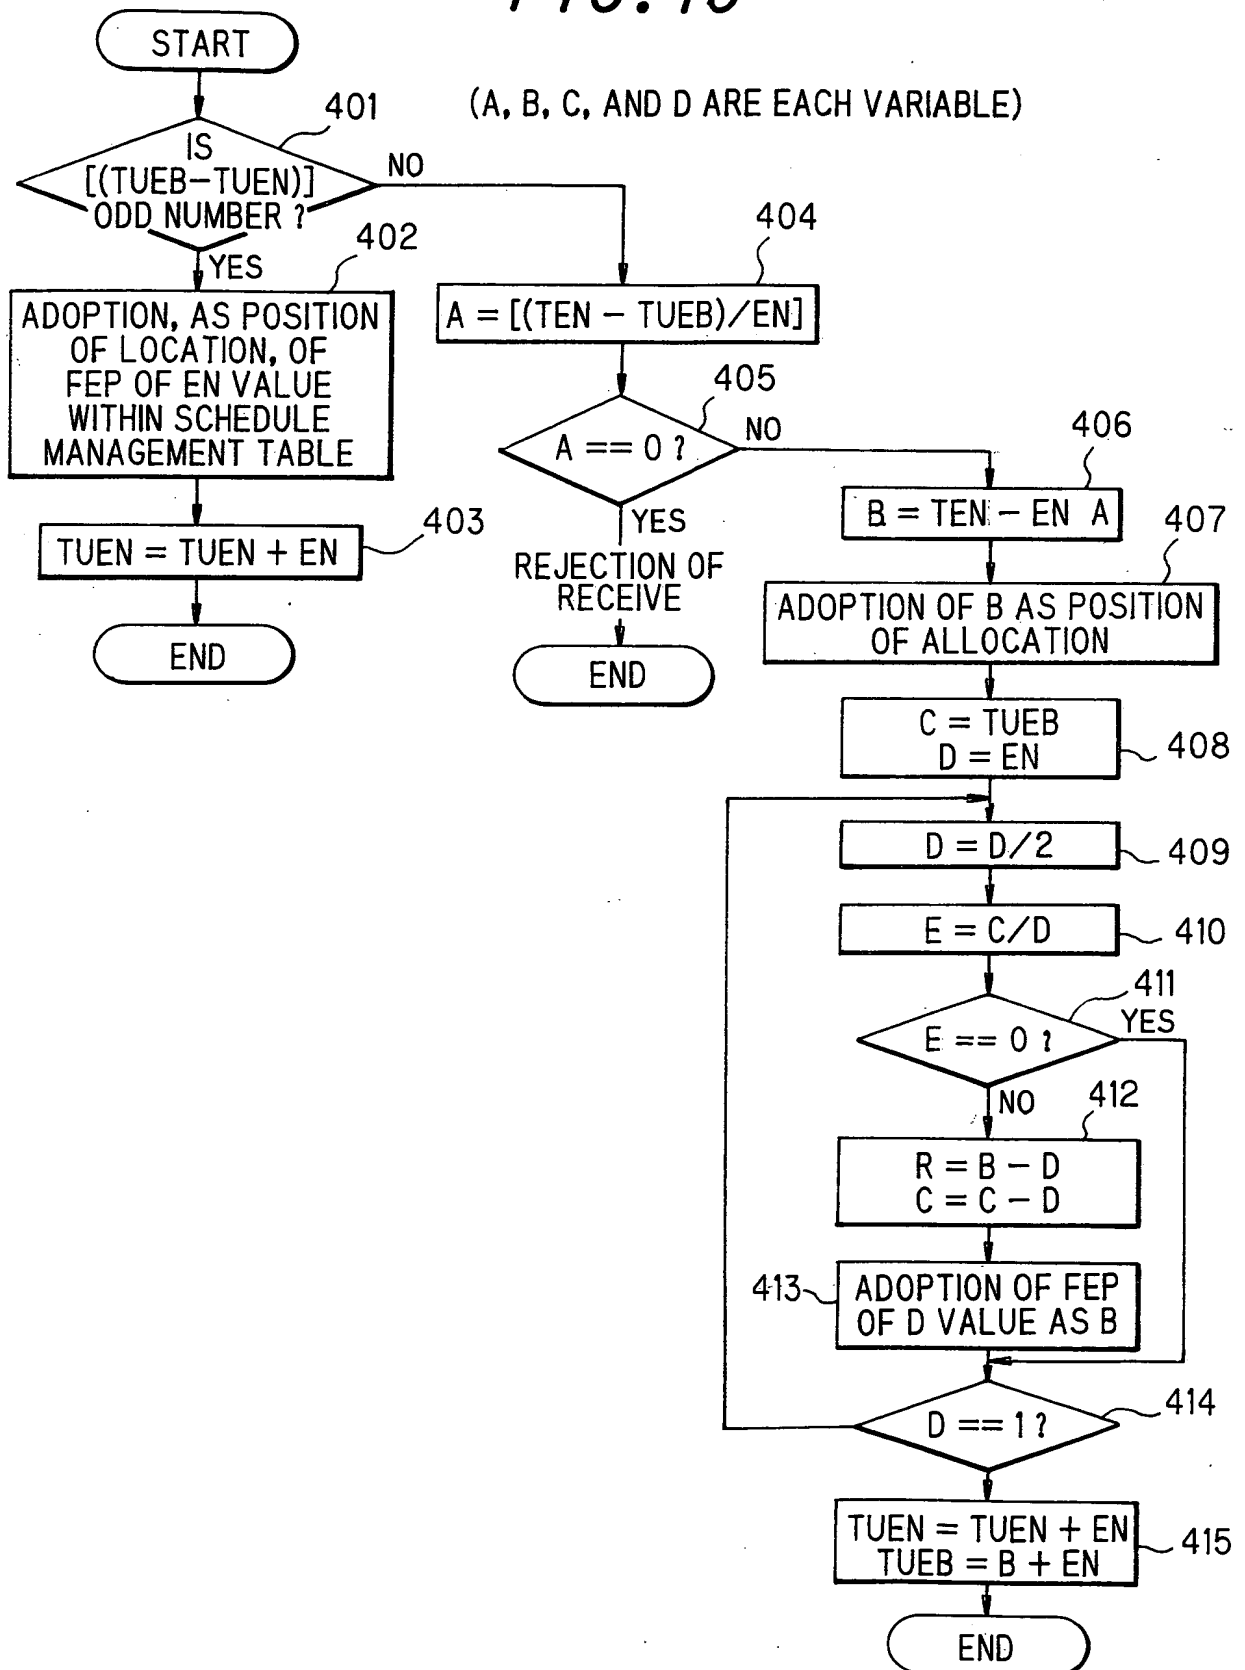 START
(A, B, C, AND D ARE EACH VARIABLE)
401
IS
[(TUEB-TUEN)]
ODD NUMBER ?
NO
YES
402
ADOPTION, AS POSITION
OF LOCATION, OF
FEP OF EN VALUE
WITHIN SCHEDULE
MANAGEMENT TABLE
403
TUEN = TUEN + EN
END
404
A = [(TEN - TUEB)/EN]
405
A == 0 ?
NO
YES
REJECTION OF
RECEIVE
END
406
B = TEN - EN A
407
ADOPTION OF B AS POSITION
OF ALLOCATION
C = TUEB
D = EN
408
D = D/2
409
E = C/D
410
411
E == 0 ?
YES
NO
412
R = B - D
C = C - D
413
ADOPTION OF FEP
OF D VALUE AS B
D == 1 ?
414
TUEN = TUEN + EN
TUEB = B + EN
415
END